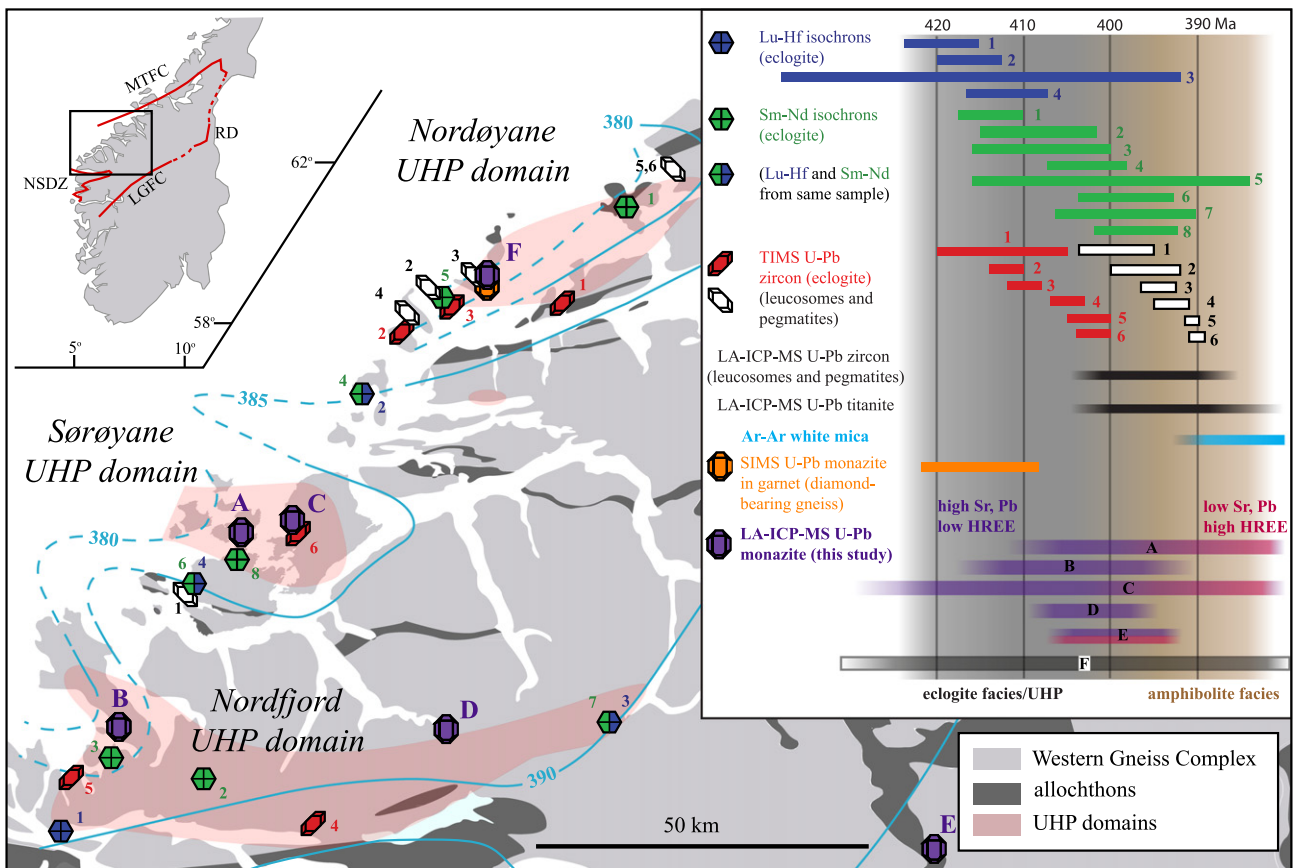 MTFC
RD
NSDZ
LGFC
62º
58º
5º
10º
Nordøyane
UHP domain
380
5,6
1
F
3
2
5
4
3
1
2
4
2
385
Sørøyane
UHP domain
A
C
6
380
8
6
4
1
B
Nordfjord
UHP domain
D
7
3
3
5
2
390
1
4
50 km
E
420
410
400
390 Ma
Lu-Hf isochrons
(eclogite)
1
2
3
4
Sm-Nd isochrons
(eclogite)
1
2
3
(Lu-Hf and Sm-Nd
from same sample)
4
5
6
7
8
TIMS U-Pb
zircon (eclogite)
(leucosomes and
pegmatites)
1
1
2
2
3
3
4
4
5
5
6
6
LA-ICP-MS U-Pb zircon
(leucosomes and pegmatites)
LA-ICP-MS U-Pb titanite
Ar-Ar white mica
SIMS U-Pb monazite
in garnet (diamond-
bearing gneiss)
high Sr, Pb
low HREE
low Sr, Pb
high HREE
LA-ICP-MS U-Pb
monazite (this study)
A
B
C
D
E
F
eclogite facies/UHP
amphibolite facies
Western Gneiss Complex
allochthons
UHP domains